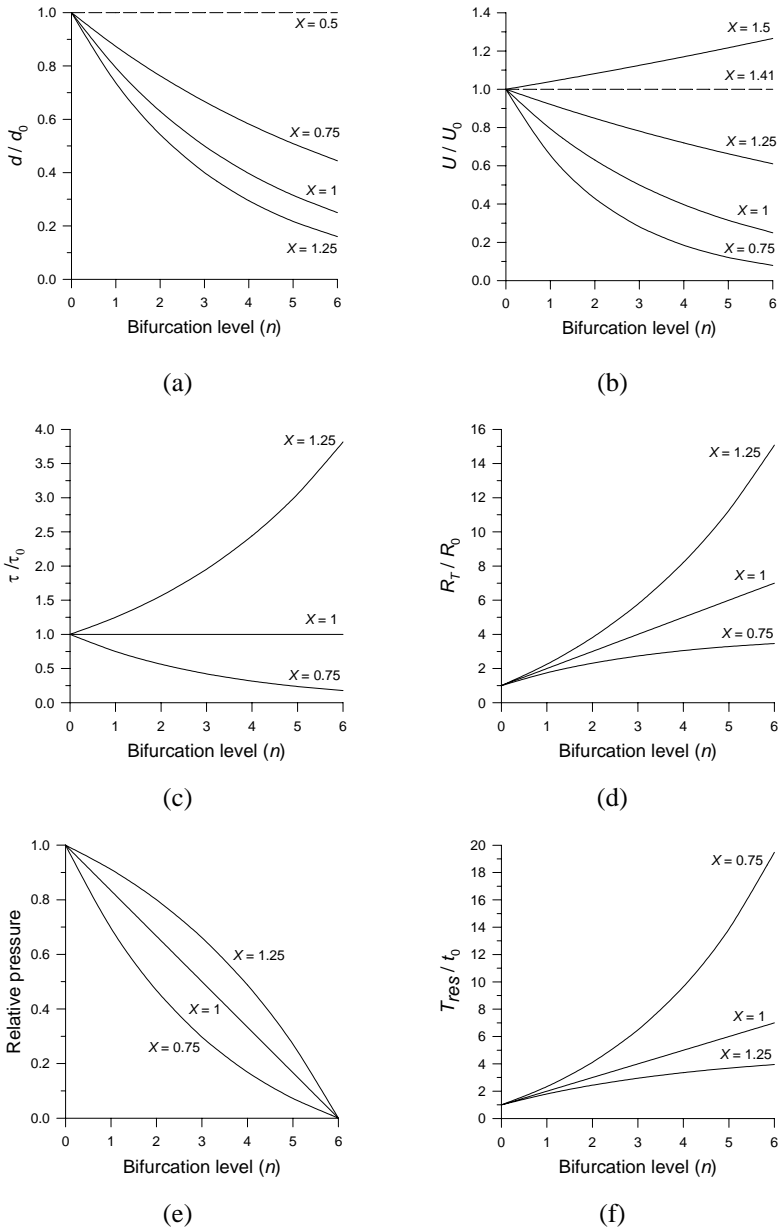 1.0
0.8
0.6
0.4
0.2
0.0
d / d0
X = 0.5
X = 0.75
X = 1
X = 1.25
0 1 2 3 4 5 6
Bifurcation level (n)
(a)
1.4
1.2
1.0
0.8
0.6
0.4
0.2
0.0
U / U0
X = 1.5
X = 1.41
X = 1.25
X = 1
X = 0.75
0 1 2 3 4 5 6
Bifurcation level (n)
(b)
4.0
3.5
3.0
2.5
2.0
1.5
1.0
0.5
0.0
τ /τ0
X = 1.25
X = 1
X = 0.75
0 1 2 3 4 5 6
Bifurcation level (n)
(c)
16
14
12
10
8
6
4
2
0
RT / R0
X = 1.25
X = 1
X = 0.75
0 1 2 3 4 5 6
Bifurcation level (n)
(d)
1.0
0.8
0.6
0.4
0.2
0.0
Relative pressure
X = 1.25
X = 1
X = 0.75
0 1 2 3 4 5 6
Bifurcation level (n)
(e)
20
18
16
14
12
10
8
6
4
2
0
Tres / t0
X = 0.75
X = 1
X = 1.25
0 1 2 3 4 5 6
Bifurcation level (n)
(f)